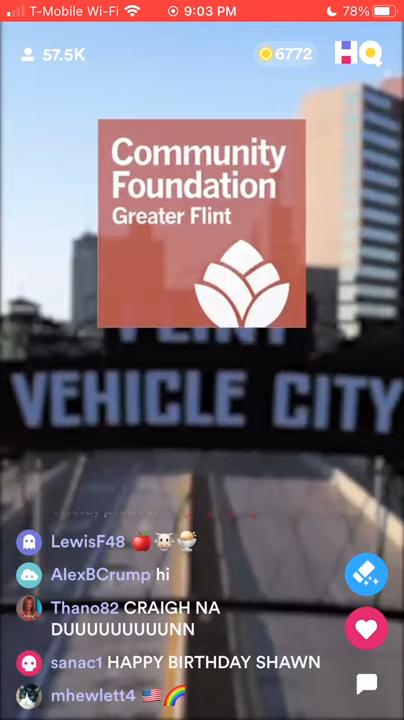 T-Mobile Wi-Fi 9:03 PM 78%
57.5K 6772 HQ
Community
Foundation
Greater Flint
FLINT
VEHICLE CITY
LewisF48 🍎🐮🍨
AlexBCrump hi
Thano82 CRAIGH NA
DUUUUUUUUUNN
sanac1 HAPPY BIRTHDAY SHAWN
mhewlett4 🇺🇸🌈